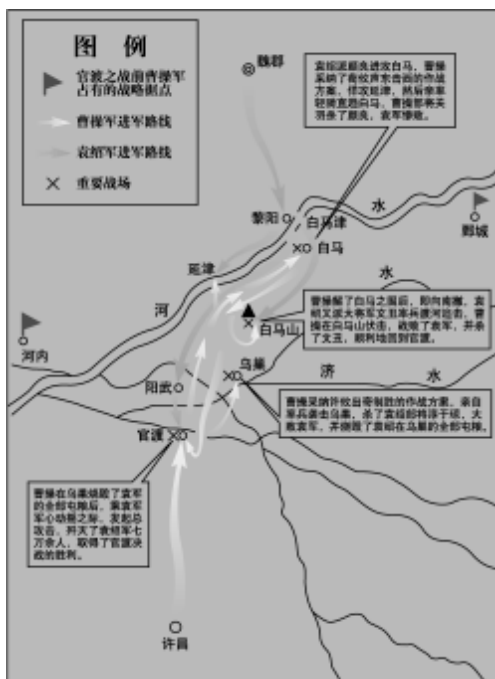 图 例
官渡之战前曹操军
占有的战略据点
曹操军进军路线
袁绍军进军路线
重要战场
魏郡
袁绍派颜良进攻白马，曹操
采纳了荀攸声东击西的作战
方案，佯攻延津，然后亲率
轻骑直趋白马，曹操部将关
羽杀了颜良，袁军惨败。
黎阳
白马津
水
鄄城
白马
延津
河
水
曹操解了白马之围后，即向南撤，袁
绍又派大将军文丑率兵渡河追击，曹
操在白马山伏击，战败了袁军，并杀
了文丑，顺利地回到官渡。
白马山
河内
乌巢
济
水
阳武
曹操采纳许攸出奇制胜的作战方案，亲自
率兵袭击乌巢，杀了袁绍部将淳于琼，大
败袁军，并烧毁了袁绍在乌巢的全部屯粮。
官渡
曹操在乌巢烧毁了袁军
的全部屯粮后，乘袁军
军心动摇之际，发起总
攻击，歼灭了袁绍军七
万余人，取得了官渡决
战的胜利。
许昌